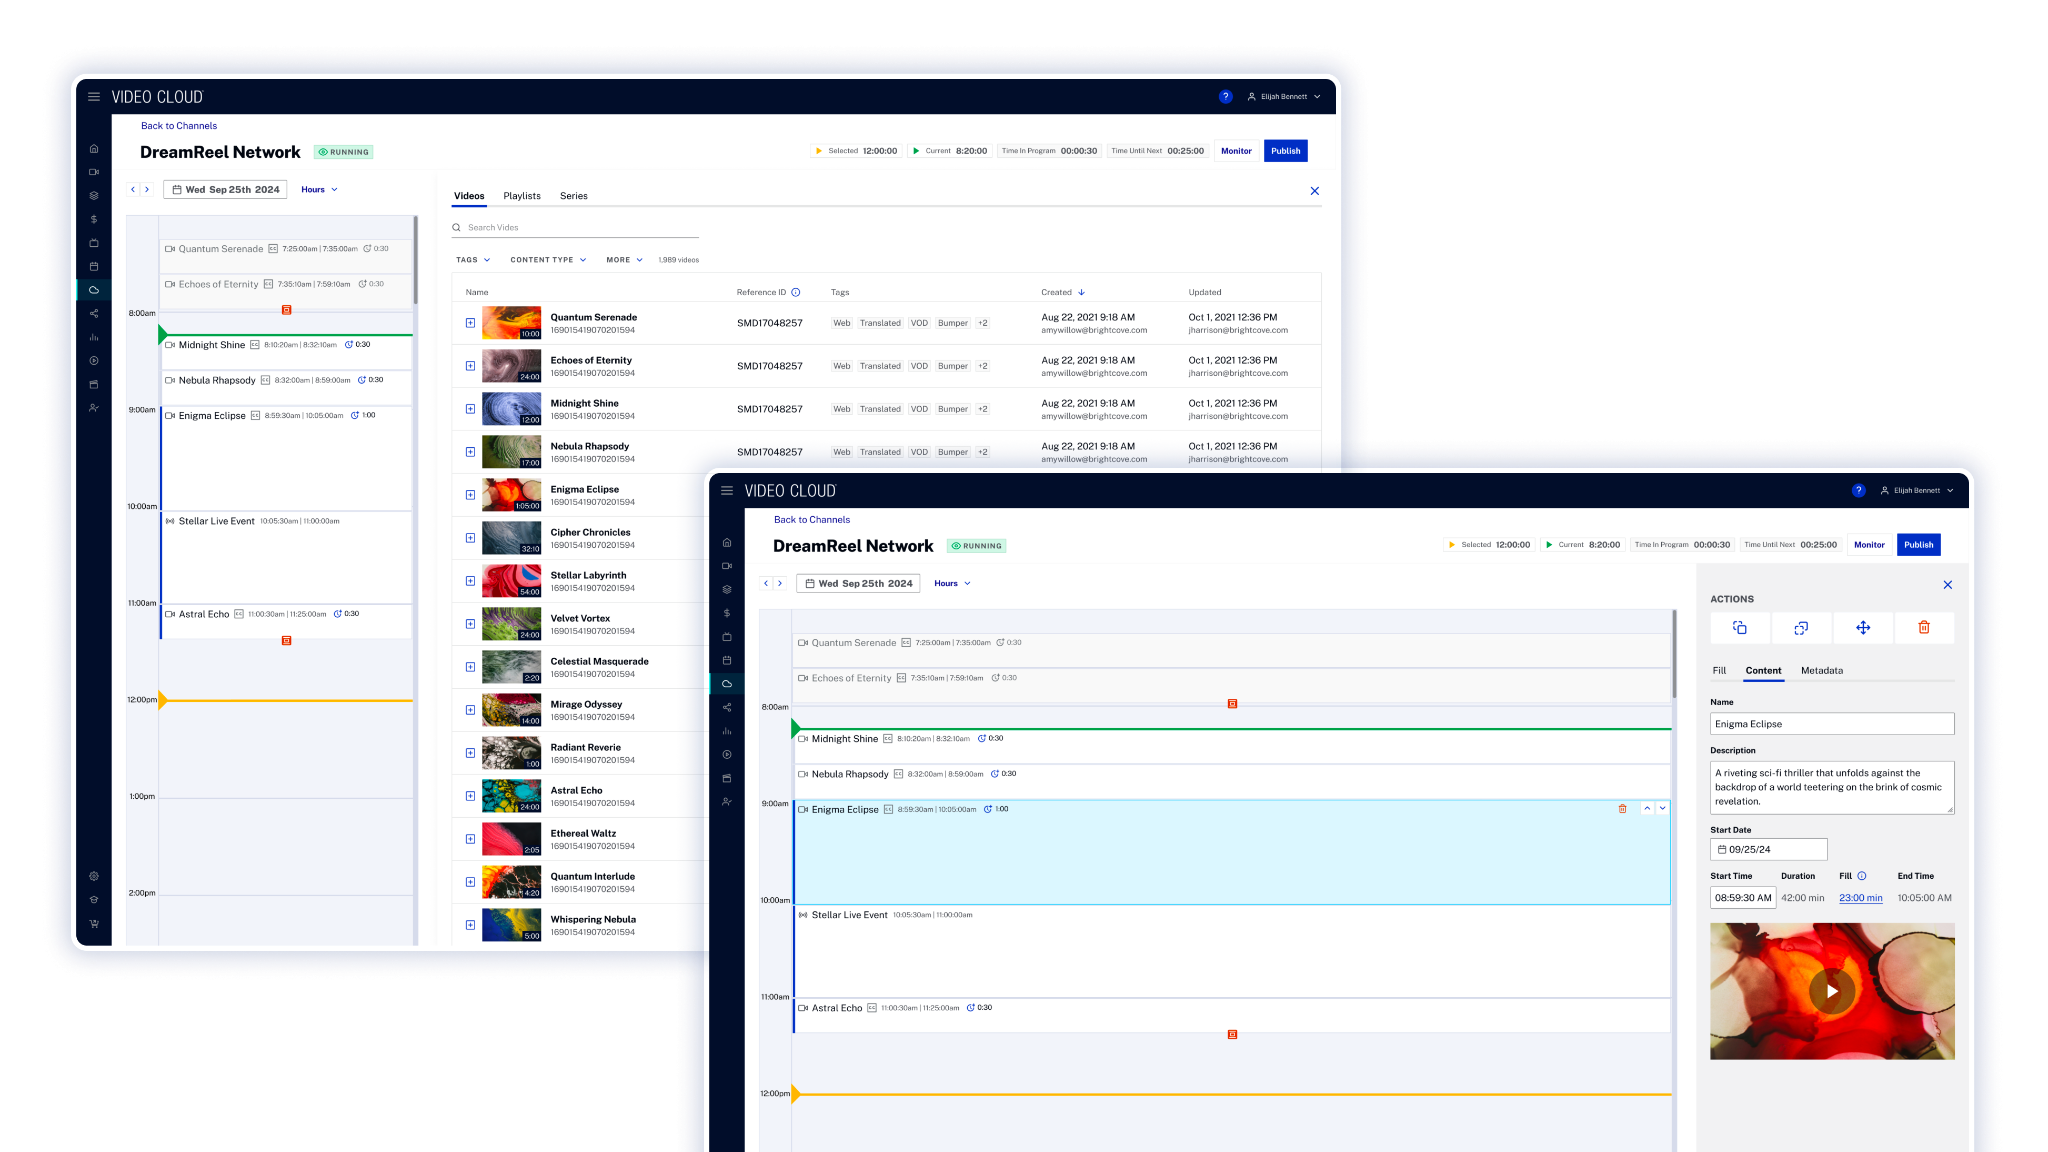 VIDEO CLOUD
? Elijah Bennett
Back to Channels
DreamReel Network RUNNING
Selected 12:00:00 Current 8:20:00 Time In Program 00:00:30 Time Until Next 00:25:00 Monitor Publish
Wed Sep 25th 2024 Hours
Quantum Serenade CC 7:25:00am | 7:35:00am 0:30
Echoes of Eternity CC 7:35:10am | 7:59:10am 0:30
8:00am
Midnight Shine CC 8:10:20am | 8:32:10am 0:30
Nebula Rhapsody CC 8:32:00am | 8:59:00am 0:30
9:00am
Enigma Eclipse CC 8:59:30am | 10:05:00am 1:00
10:00am
Stellar Live Event 10:05:30am | 11:00:00am
11:00am
Astral Echo CC 11:00:30am | 11:25:00am 0:30
12:00pm
1:00pm
2:00pm
Videos Playlists Series
Search Vides
TAGS CONTENT TYPE MORE 1,989 videos
Name Reference ID Tags Created Updated
10:00 Quantum Serenade SMD17048257 Web Translated VOD Bumper +2 Aug 22, 2021 9:18 AM Oct 1, 2021 12:36 PM
169015419070201594 amywillow@brightcove.com jharrison@brightcove.com
24:00 Echoes of Eternity SMD17048257 Web Translated VOD Bumper +2 Aug 22, 2021 9:18 AM Oct 1, 2021 12:36 PM
169015419070201594 amywillow@brightcove.com jharrison@brightcove.com
12:00 Midnight Shine SMD17048257 Web Translated VOD Bumper +2 Aug 22, 2021 9:18 AM Oct 1, 2021 12:36 PM
169015419070201594 amywillow@brightcove.com jharrison@brightcove.com
17:00 Nebula Rhapsody SMD17048257 Web Translated VOD Bumper +2 Aug 22, 2021 9:18 AM Oct 1, 2021 12:36 PM
169015419070201594 amywillow@brightcove.com jharrison@brightcove.com
1:05:00 Enigma Eclipse
169015419070201594
32:10 Cipher Chronicles
169015419070201594
54:00 Stellar Labyrinth
169015419070201594
24:00 Velvet Vortex
169015419070201594
2:20 Celestial Masquerade
169015419070201594
14:00 Mirage Odyssey
169015419070201594
1:00 Radiant Reverie
169015419070201594
24:00 Astral Echo
169015419070201594
2:05 Ethereal Waltz
169015419070201594
4:20 Quantum Interlude
169015419070201594
5:00 Whispering Nebula
169015419070201594
VIDEO CLOUD
? Elijah Bennett
Back to Channels
DreamReel Network RUNNING
Selected 12:00:00 Current 8:20:00 Time In Program 00:00:30 Time Until Next 00:25:00 Monitor Publish
Wed Sep 25th 2024 Hours
Quantum Serenade CC 7:25:00am | 7:35:00am 0:30
Echoes of Eternity CC 7:35:10am | 7:59:10am 0:30
8:00am
Midnight Shine CC 8:10:20am | 8:32:10am 0:30
Nebula Rhapsody CC 8:32:00am | 8:59:00am 0:30
9:00am
Enigma Eclipse CC 8:59:30am | 10:05:00am 1:00
10:00am
Stellar Live Event 10:05:30am | 11:00:00am
11:00am
Astral Echo CC 11:00:30am | 11:25:00am 0:30
12:00pm
ACTIONS
Fill Content Metadata
Name
Enigma Eclipse
Description
A riveting sci-fi thriller that unfolds against the
backdrop of a world teetering on the brink of cosmic
revelation.
Start Date
09/25/24
Start Time Duration Fill End Time
08:59:30 AM 42:00 min 23:00 min 10:05:00 AM